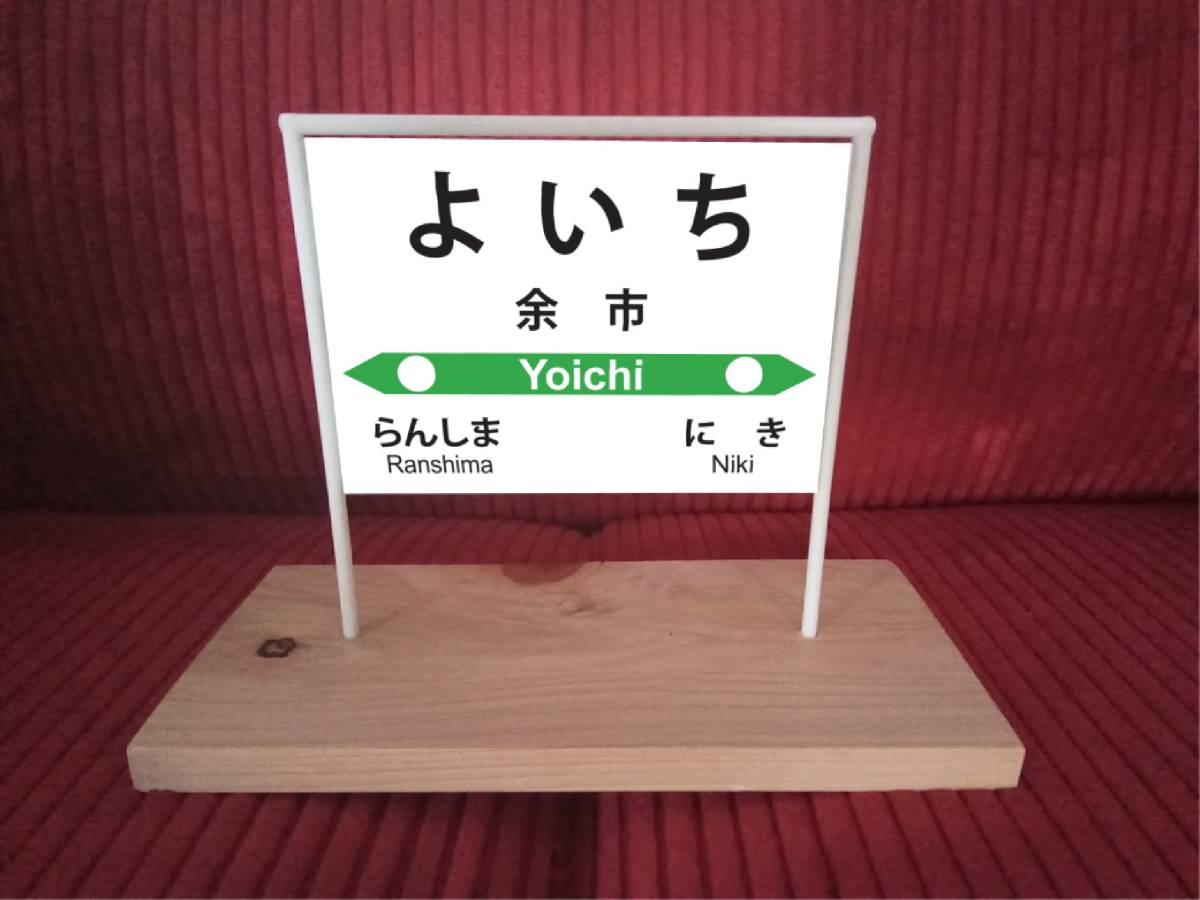 よいち
余市
Yoichi
らんしま にき
Ranshima Niki